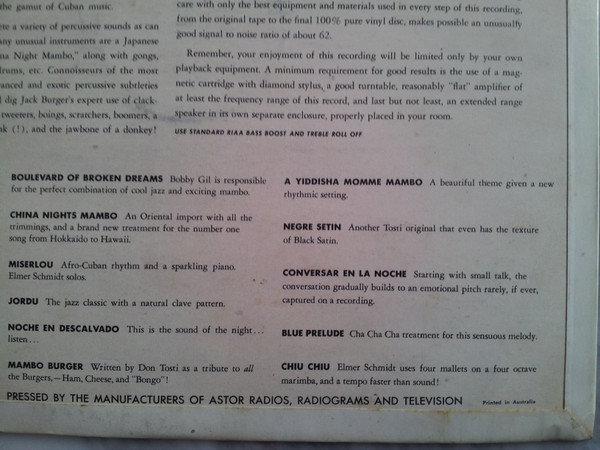 the gamut of Cuban music.
a variety of percussive sounds as can
any unusual instruments are a Japanese
Night Mambo," along with gongs,
drums, etc. Connoisseurs of the most
anced and exotic percussive subtleties
dig Jack Burger's expert use of clack-
tweeters, boings, scratchers, boomers, a
(!), and the jawbone of a donkey!
care with only the best equipment and materials used in every step of this recording,
from the original tape to the final 100% pure vinyl disc, makes possible an unusually
good signal to noise ratio of about 62.
Remember, your enjoyment of this recording will be limited only by your own
playback equipment. A minimum requirement for good results is the use of a mag-
netic cartridge with diamond stylus, a good turntable, reasonably "flat" amplifier of
at least the frequency range of this record, and last but not least, an extended range
speaker in its own separate enclosure, properly placed in your room.
USE STANDARD RIAA BASS BOOST AND TREBLE ROLL OFF
BOULEVARD OF BROKEN DREAMS Bobby Gil is responsible
for the perfect combination of cool jazz and exciting mambo.
CHINA NIGHTS MAMBO An Oriental import with all the
trimmings, and a brand new treatment for the number one
song from Hokkaido to Hawaii.
MISERLOU Afro-Cuban rhythm and a sparkling piano.
Elmer Schmidt solos.
JORDU The jazz classic with a native clave pattern.
NOCHE EN DESCALVADO This is the sound of the night...
listen...
MAMBO BURGER Written by Don Tosti as a tribute to all
the Burgers,—Ham, Cheese, and "Bongo"!
A YIDDISHA MOMME MAMBO A beautiful theme given a new
rhythmic setting.
NEGRE SETIN Another Tosti original that even has the texture
of Black Satin.
CONVERSAR EN LA NOCHE Starting with small talk, the
conversation gradually builds to an emotional pitch rarely, if ever,
captured on a recording.
BLUE PRELUDE Cha Cha Cha treatment for this sensuous melody.
CHIU CHIU Elmer Schmidt uses four mallets on a four octave
marimba, and a tempo faster than sound!
PRESSED BY THE MANUFACTURERS OF ASTOR RADIOS, RADIOGRAMS AND TELEVISION
Printed in Australia